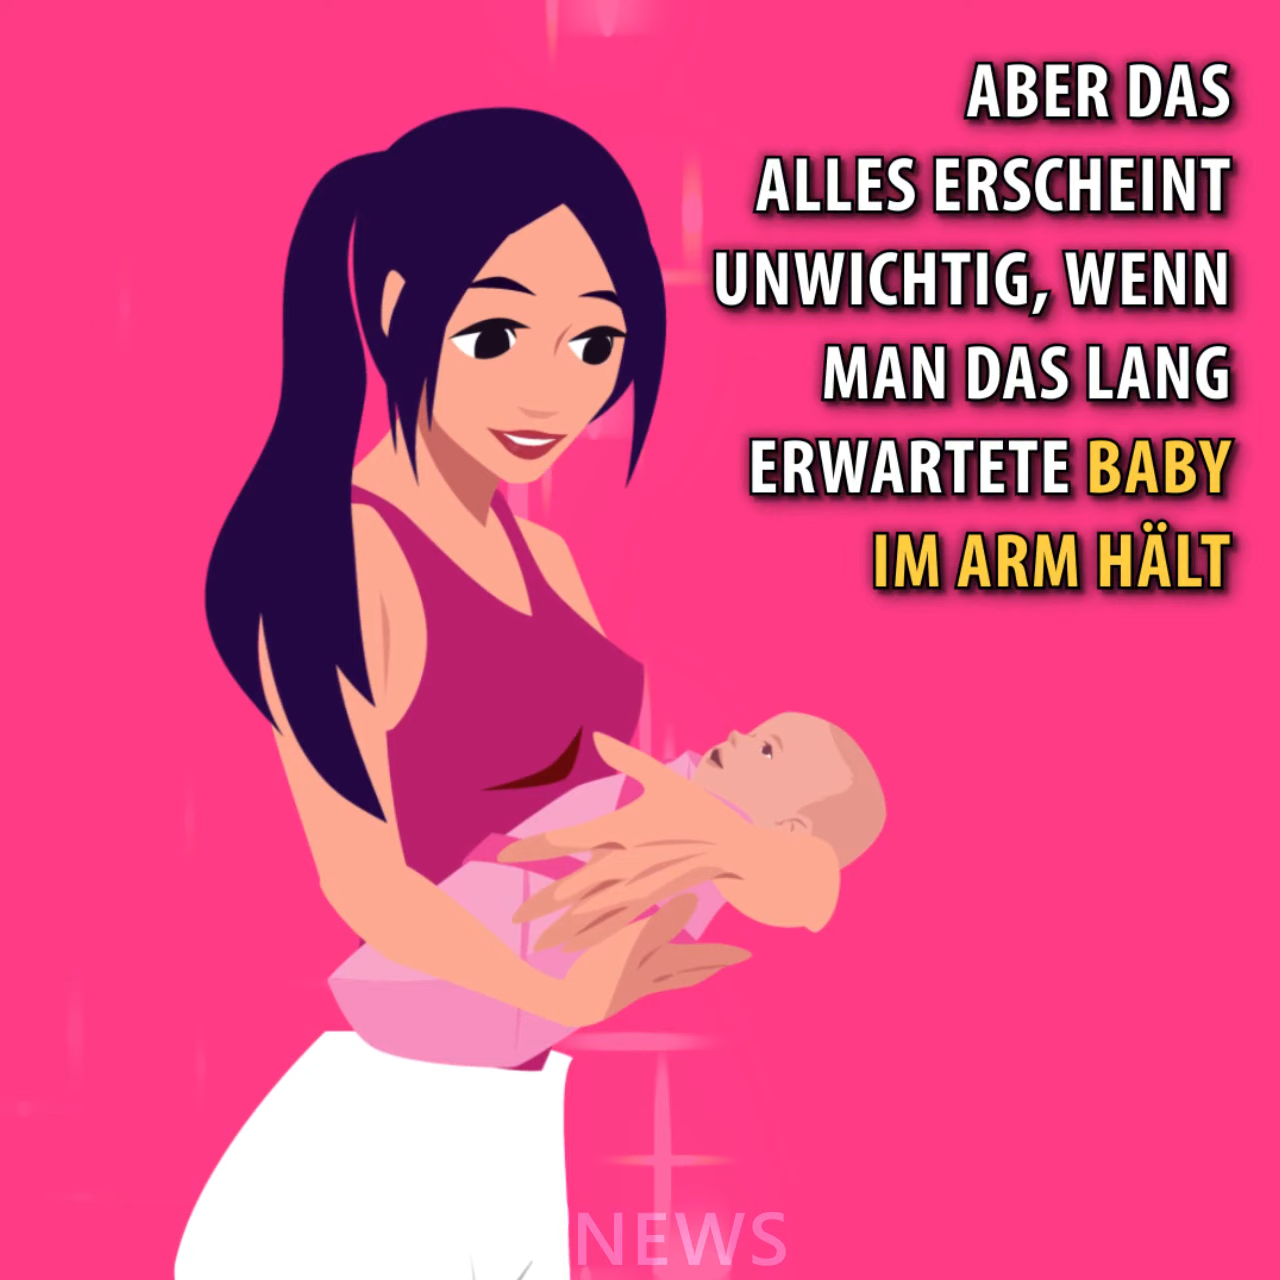 ABER DAS
ALLES ERSCHEINT
UNWICHTIG, WENN
MAN DAS LANG
ERWARTETE BABY
IM ARM HÄLT
NEWS